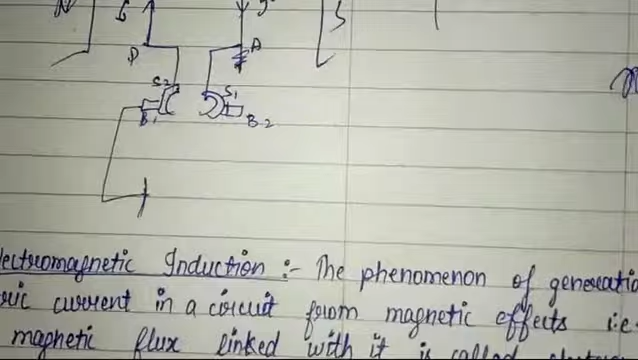 N S
D A
S2 S1
B1 B2
lectromagnetic Induction :- The phenomenon of generatio
ric current in a circuit from magnetic effects i.e.
magnetic flux linked with it is called